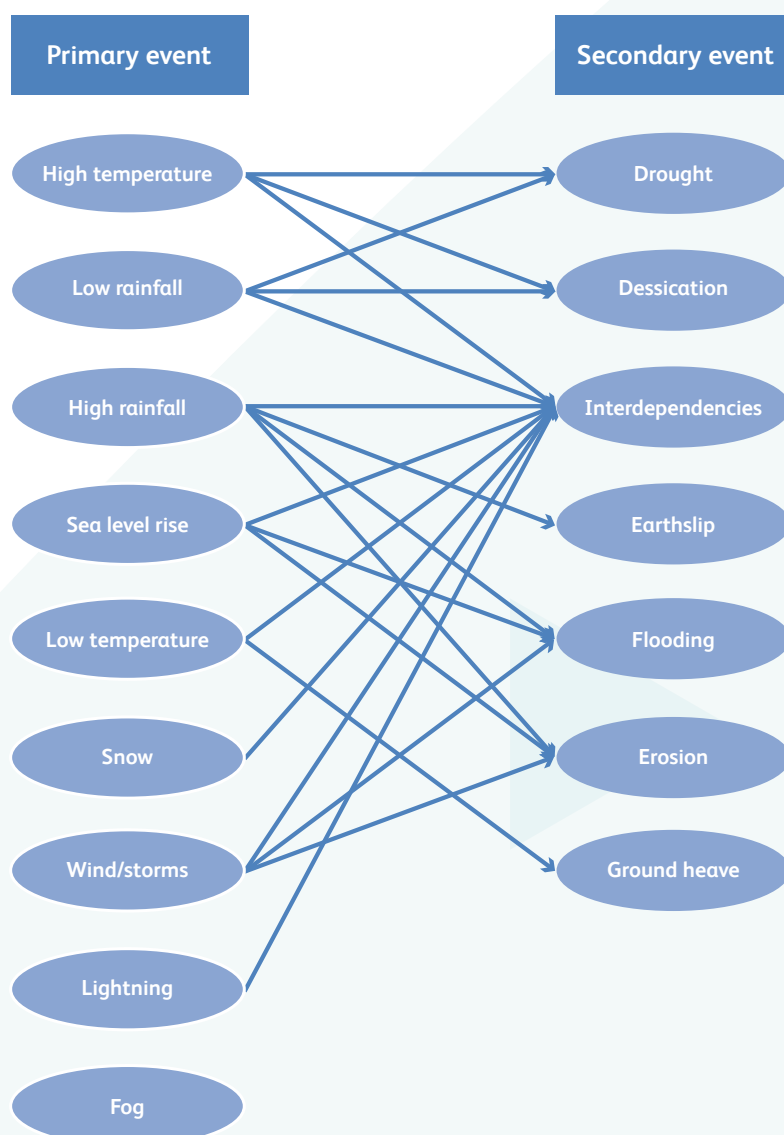 Primary event
Secondary event
High temperature
Drought
Low rainfall
Dessication
High rainfall
Interdependencies
Sea level rise
Earthslip
Low temperature
Flooding
Snow
Erosion
Wind/storms
Ground heave
Lightning
Fog